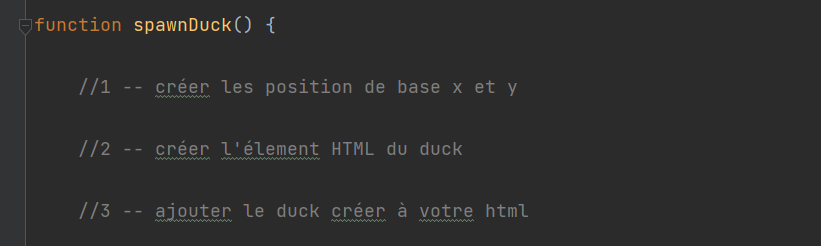 function spawnDuck() {
//1 -- créer les position de base x et y
//2 -- créer l'élement HTML du duck
//3 -- ajouter le duck créer à votre html